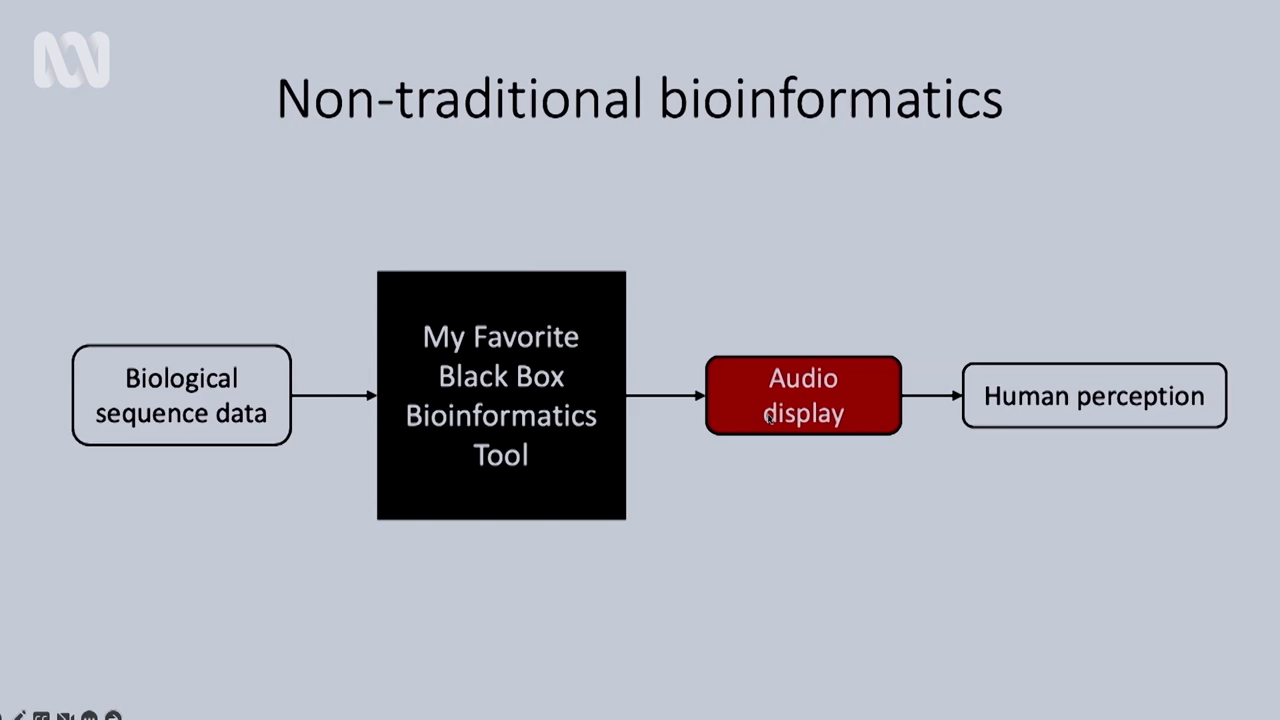 Non-traditional bioinformatics
Biological
sequence data
My Favorite
Black Box
Bioinformatics
Tool
Audio
display
Human perception